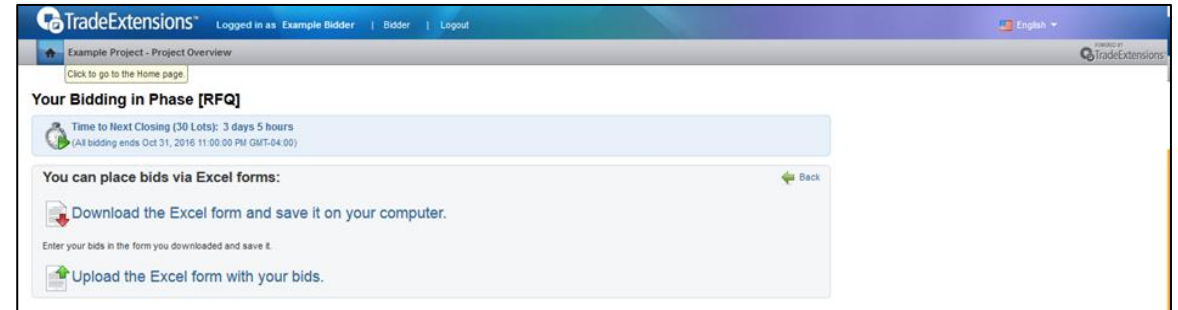 TradeExtensions™ Logged in as Example Bidder | Bidder | Logout English
Example Project - Project Overview
POWERED BY
TradeExtensions™
Click to go to the Home page.
Your Bidding in Phase [RFQ]
Time to Next Closing (30 Lots): 3 days 5 hours
(All bidding ends Oct 31, 2016 11:00:00 PM GMT-04:00)
You can place bids via Excel forms: Back
Download the Excel form and save it on your computer.
Enter your bids in the form you downloaded and save it.
Upload the Excel form with your bids.